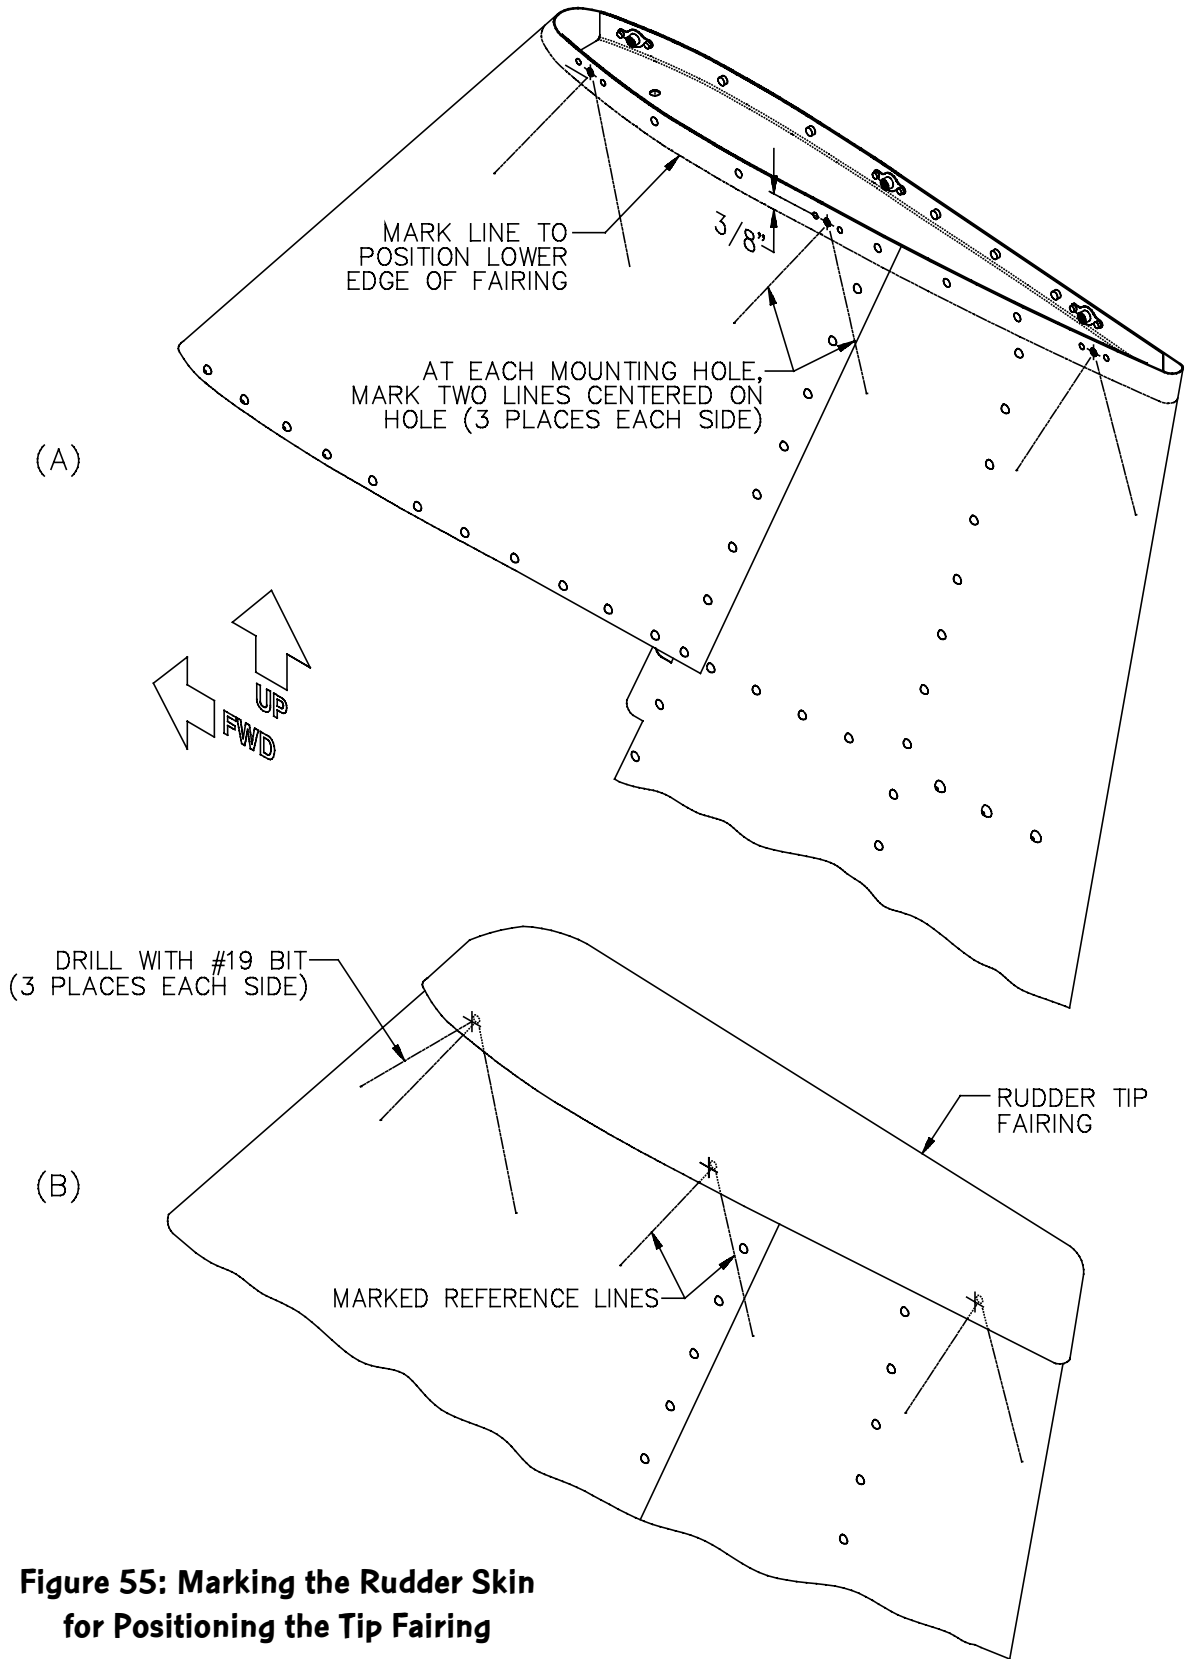 MARK LINE TO
POSITION LOWER
EDGE OF FAIRING
3/8"
AT EACH MOUNTING HOLE,
MARK TWO LINES CENTERED ON
HOLE (3 PLACES EACH SIDE)
(A)
UP
FWD
DRILL WITH #19 BIT
(3 PLACES EACH SIDE)
RUDDER TIP
FAIRING
(B)
MARKED REFERENCE LINES
Figure 55: Marking the Rudder Skin
for Positioning the Tip Fairing